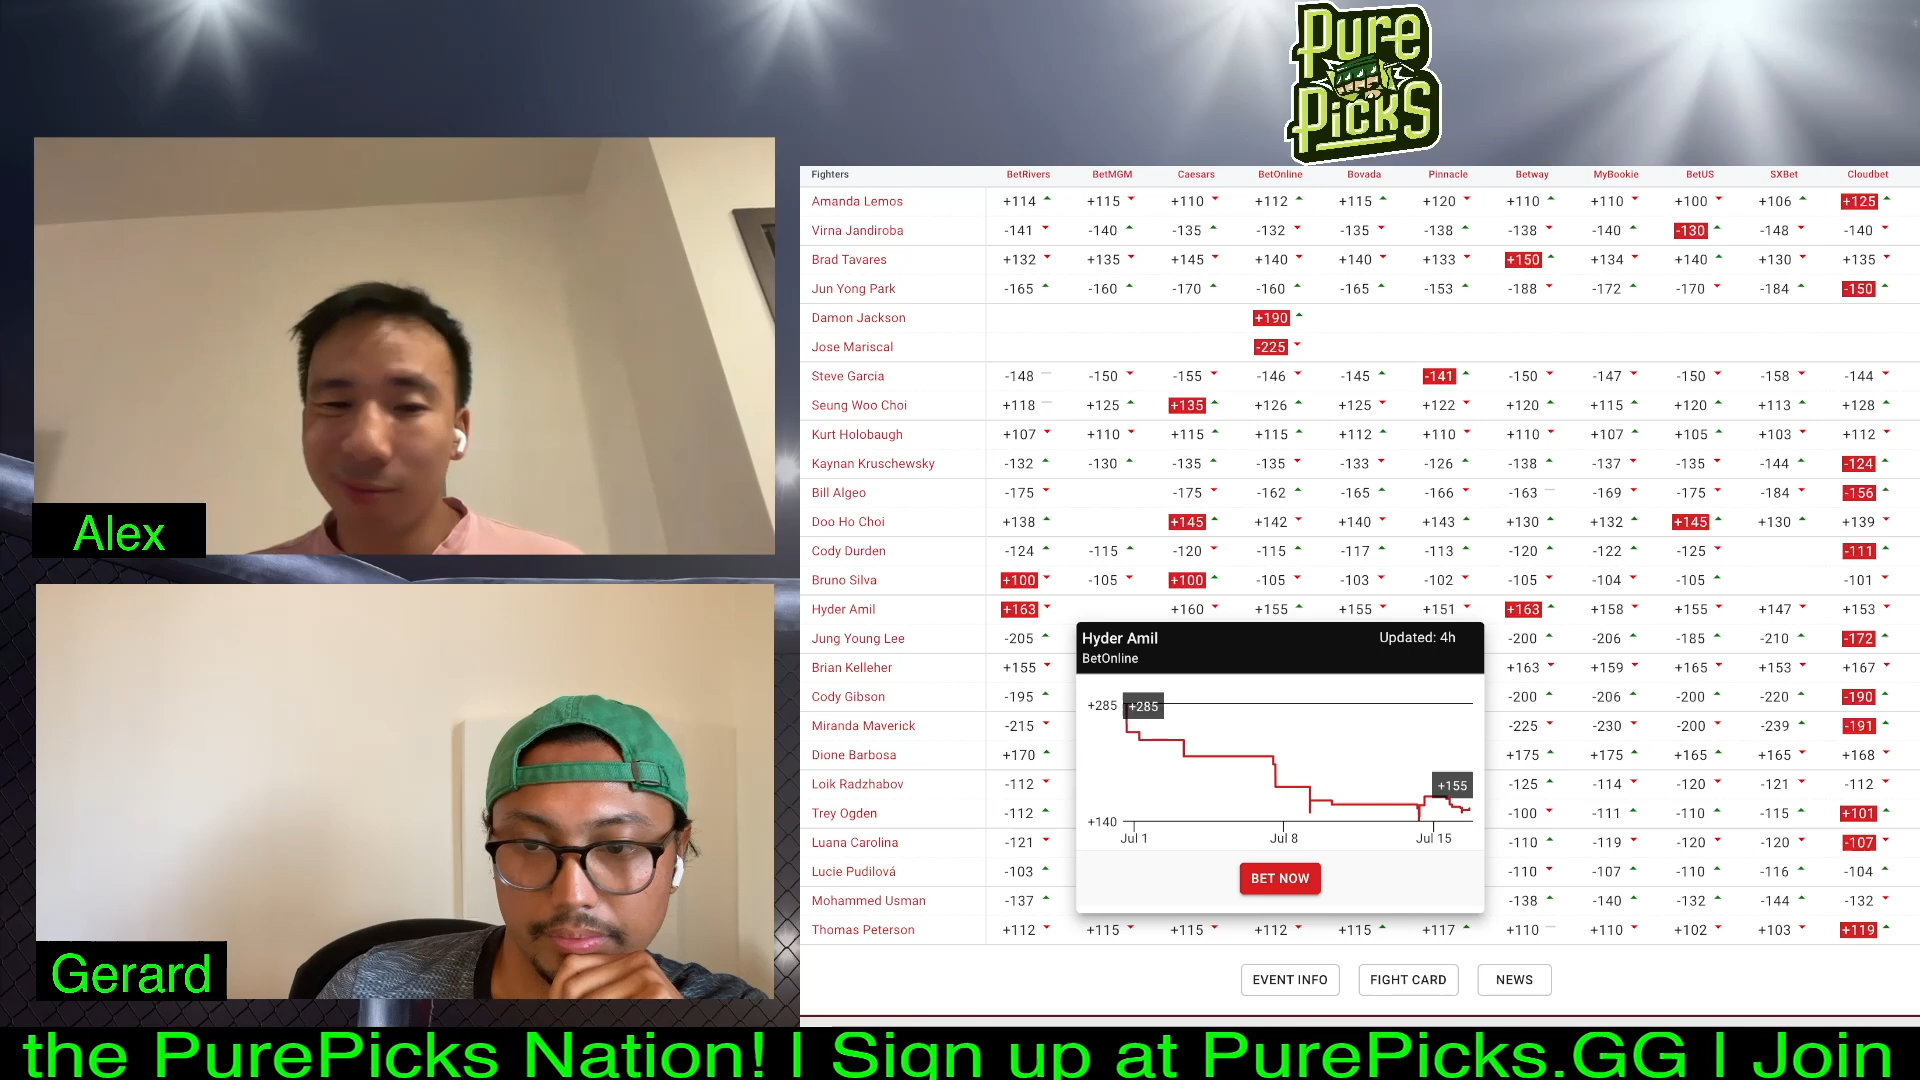 Pure
Picks
Alex
Gerard
Fighters BetRivers BetMGM Caesars BetOnline Bovada Pinnacle Betway MyBookie BetUS SXBet Cloudbet
Amanda Lemos +114 +115 +110 +112 +115 +120 +110 +110 +100 +106 +125
Virna Jandiroba -141 -140 -135 -132 -135 -138 -138 -140 -130 -148 -140
Brad Tavares +132 +135 +145 +140 +140 +133 +150 +134 +140 +130 +135
Jun Yong Park -165 -160 -170 -160 -165 -153 -188 -172 -170 -184 -150
Damon Jackson +190
Jose Mariscal -225
Steve Garcia -148 -150 -155 -146 -145 -141 -150 -147 -150 -158 -144
Seung Woo Choi +118 +125 +135 +126 +125 +122 +120 +115 +120 +113 +128
Kurt Holobaugh +107 +110 +115 +115 +112 +110 +110 +107 +105 +103 +112
Kaynan Kruschewsky -132 -130 -135 -135 -133 -126 -138 -137 -135 -144 -124
Bill Algeo -175 -175 -162 -165 -166 -163 -169 -175 -184 -156
Doo Ho Choi +138 +145 +142 +140 +143 +130 +132 +145 +130 +139
Cody Durden -124 -115 -120 -115 -117 -113 -120 -122 -125 -111
Bruno Silva +100 -105 +100 -105 -103 -102 -105 -104 -105 -101
Hyder Amil +163 +160 +155 +155 +151 +163 +158 +155 +147 +153
Jung Young Lee -205 -200 -206 -185 -210 -172
Brian Kelleher +155 +163 +159 +165 +153 +167
Cody Gibson -195 -200 -206 -200 -220 -190
Miranda Maverick -215 -225 -230 -200 -239 -191
Dione Barbosa +170 +175 +175 +165 +165 +168
Loik Radzhabov -112 -125 -114 -120 -121 -112
Trey Ogden -112 -100 -111 -110 -115 +101
Luana Carolina -121 -110 -119 -120 -120 -107
Lucie Pudilová -103 -110 -107 -110 -116 -104
Mohammed Usman -137 -138 -140 -132 -144 -132
Thomas Peterson +112 +115 +115 +112 +115 +117 +110 +110 +102 +103 +119
Hyder Amil Updated: 4h
BetOnline
+285 +285
+155
+140
Jul 1 Jul 8 Jul 15
BET NOW
EVENT INFO FIGHT CARD NEWS
the PurePicks Nation! | Sign up at PurePicks.GG | Join